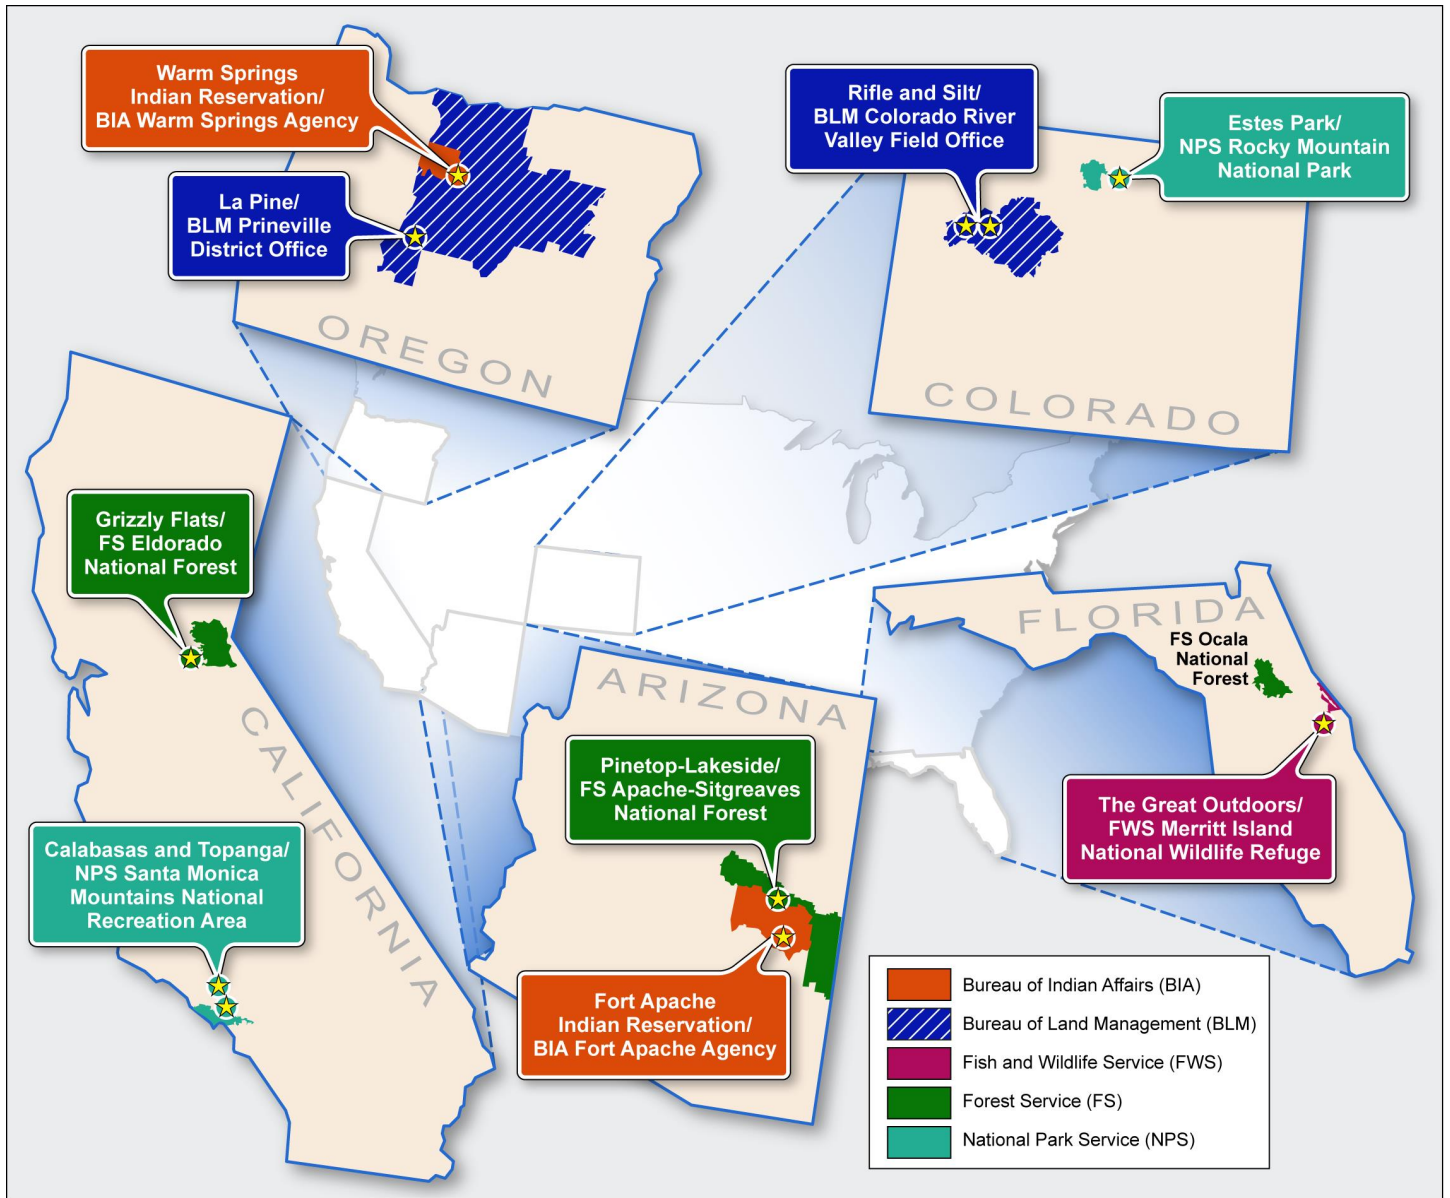 Warm Springs
Indian Reservation/
BIA Warm Springs Agency
La Pine/
BLM Prineville
District Office
OREGON
Rifle and Silt/
BLM Colorado River
Valley Field Office
Estes Park/
NPS Rocky Mountain
National Park
COLORADO
Grizzly Flats/
FS Eldorado
National Forest
CALIFORNIA
Calabasas and Topanga/
NPS Santa Monica
Mountains National
Recreation Area
ARIZONA
Pinetop-Lakeside/
FS Apache-Sitgreaves
National Forest
Fort Apache
Indian Reservation/
BIA Fort Apache Agency
FLORIDA
FS Ocala
National
Forest
The Great Outdoors/
FWS Merritt Island
National Wildlife Refuge
Bureau of Indian Affairs (BIA)
Bureau of Land Management (BLM)
Fish and Wildlife Service (FWS)
Forest Service (FS)
National Park Service (NPS)